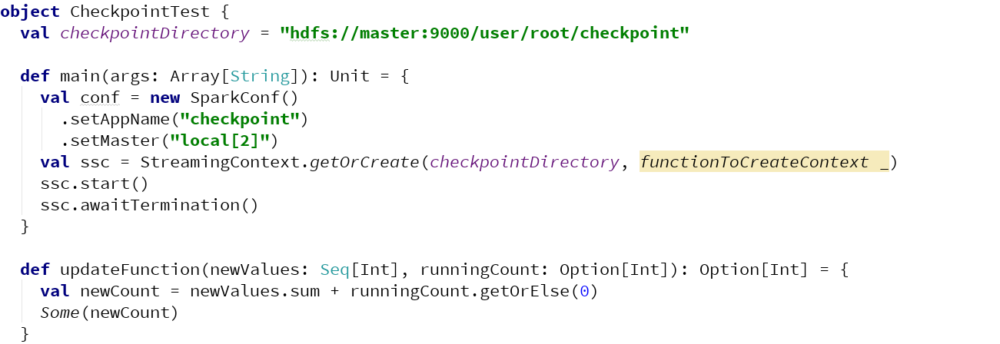 object CheckpointTest {
  val checkpointDirectory = "hdfs://master:9000/user/root/checkpoint"

  def main(args: Array[String]): Unit = {
    val conf = new SparkConf()
      .setAppName("checkpoint")
      .setMaster("local[2]")
    val ssc = StreamingContext.getOrCreate(checkpointDirectory, functionToCreateContext _)
    ssc.start()
    ssc.awaitTermination()
  }

  def updateFunction(newValues: Seq[Int], runningCount: Option[Int]): Option[Int] = {
    val newCount = newValues.sum + runningCount.getOrElse(0)
    Some(newCount)
  }